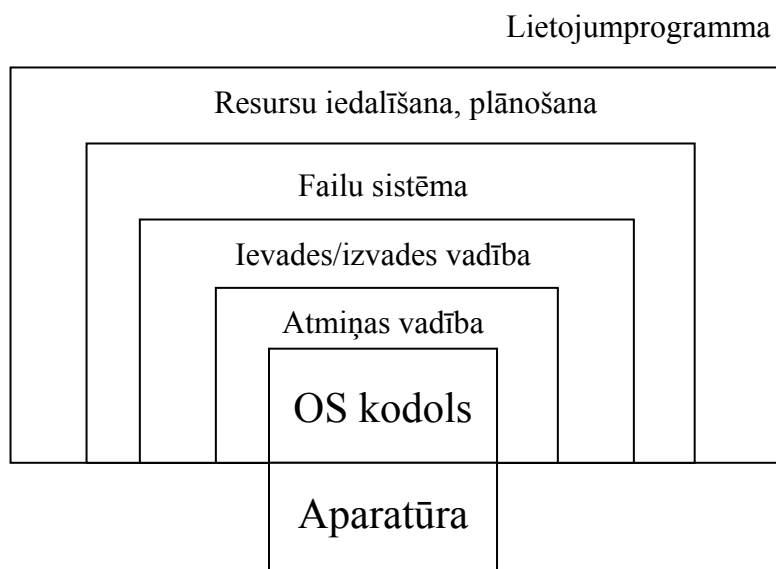 Lietojumprogramma
Resursu iedalīšana, plānošana
Failu sistēma
Ievades/izvades vadība
Atmiņas vadība
OS kodols
Aparatūra